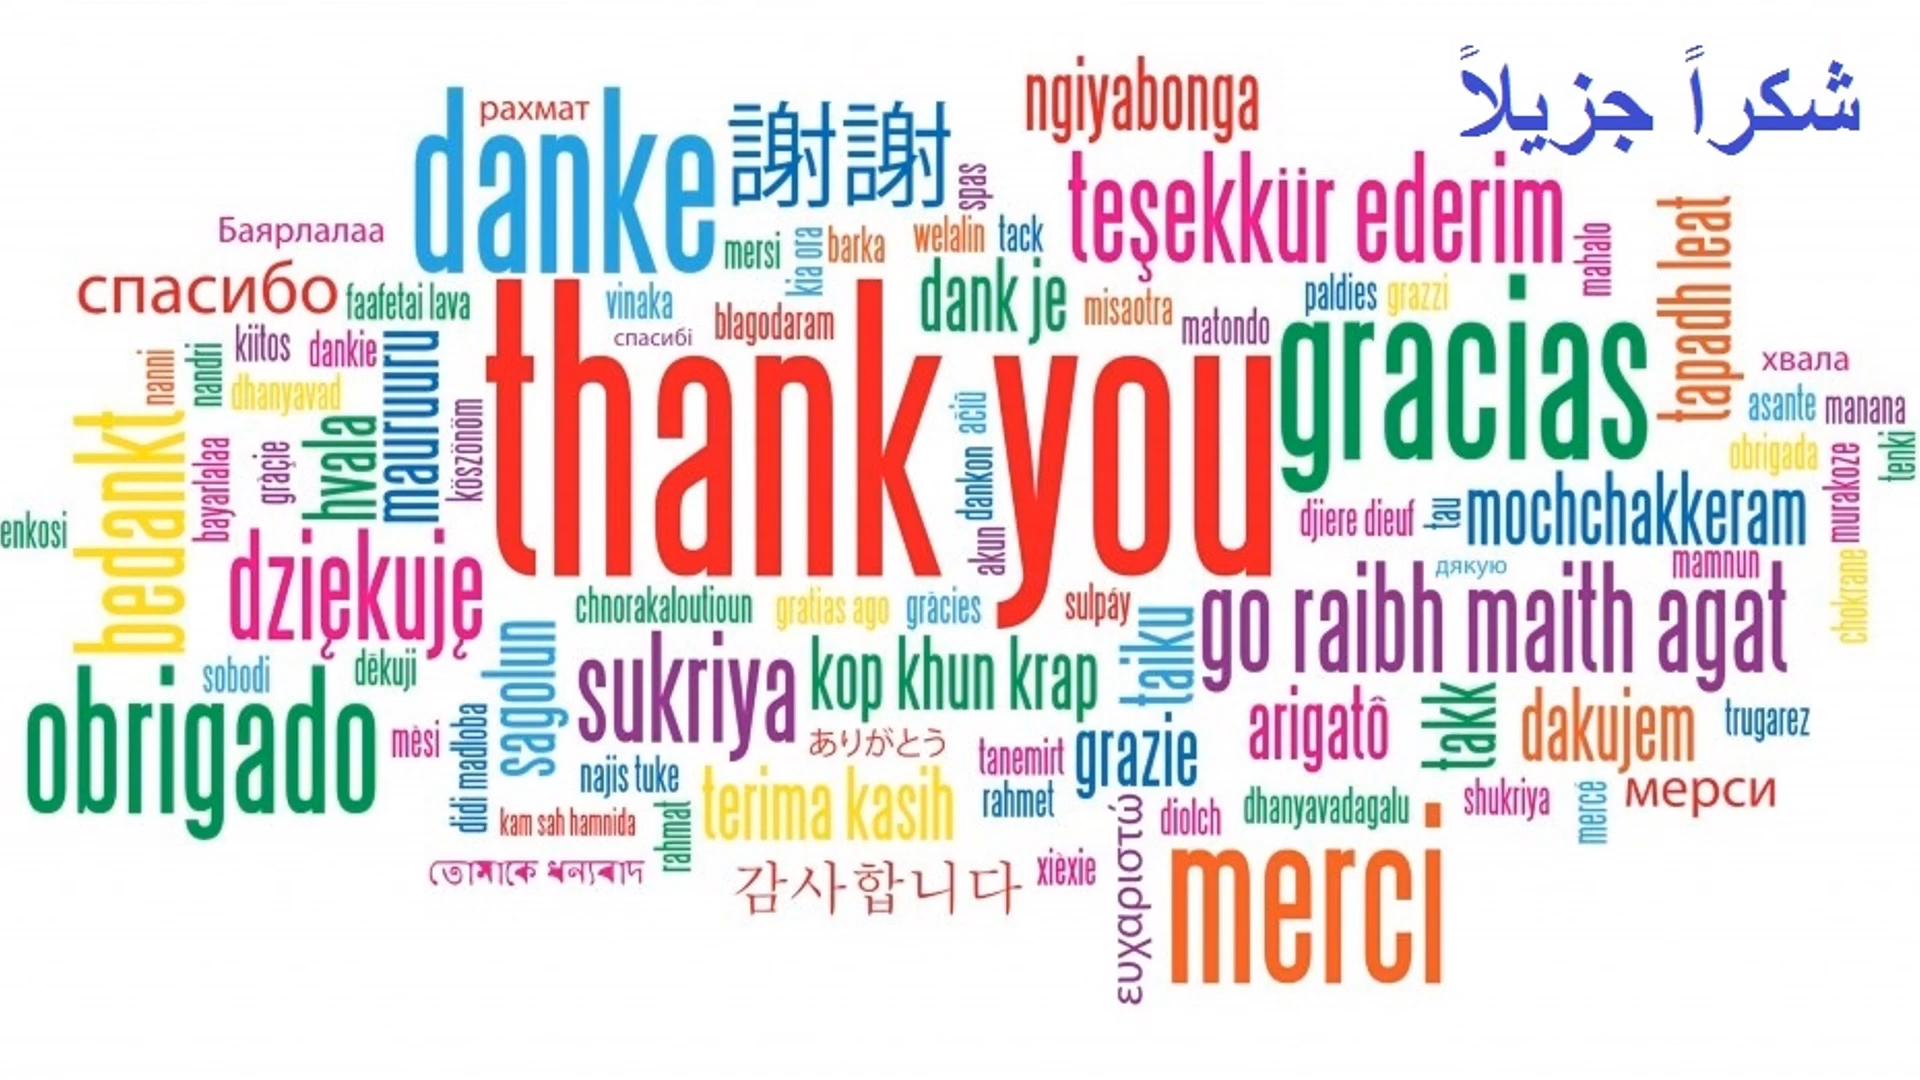 ngiyabonga
شكراً جزيلاً
рахмат
danke
謝謝
spas
teşekkür ederim
tapadh leat
Баярлалаа
mersi
kia ora
barka
welalin
tack
mahalo
спасибо
faafetai lava
vinaka
dank je
misaotra
paldies
grazzi
спасибі
blagodaram
matondo
gracias
nanni
nandri
kiitos
dankie
dhanyavad
mauruuru
thank you
хвала
asante
manana
bedankt
bayarlalaa
gràçie
hvala
köszönöm
ačiū
dankon
akun
obrigada
murakoze
tenki
enkosi
dziękuję
djiere dieuf
tau
mochchakkeram
дякую
mamnun
chokrane
chnorakaloutioun
gratias ago
gràcies
sulpáy
taiku
go raibh maith agat
sobodi
děkuji
sagolun
sukriya
kop khun krap
obrigado
mèsi
didi madloba
najis tuke
ありがとう
tanemirt
grazie
arigatô
takk
dakujem
trugarez
kam sah hamnida
rahmat
terima kasih
rahmet
diolch
dhanyavadagalu
shukriya
mercé
мерси
তোমাকে ধন্যবাদ
감사합니다
xièxie
ευχαριστώ
merci